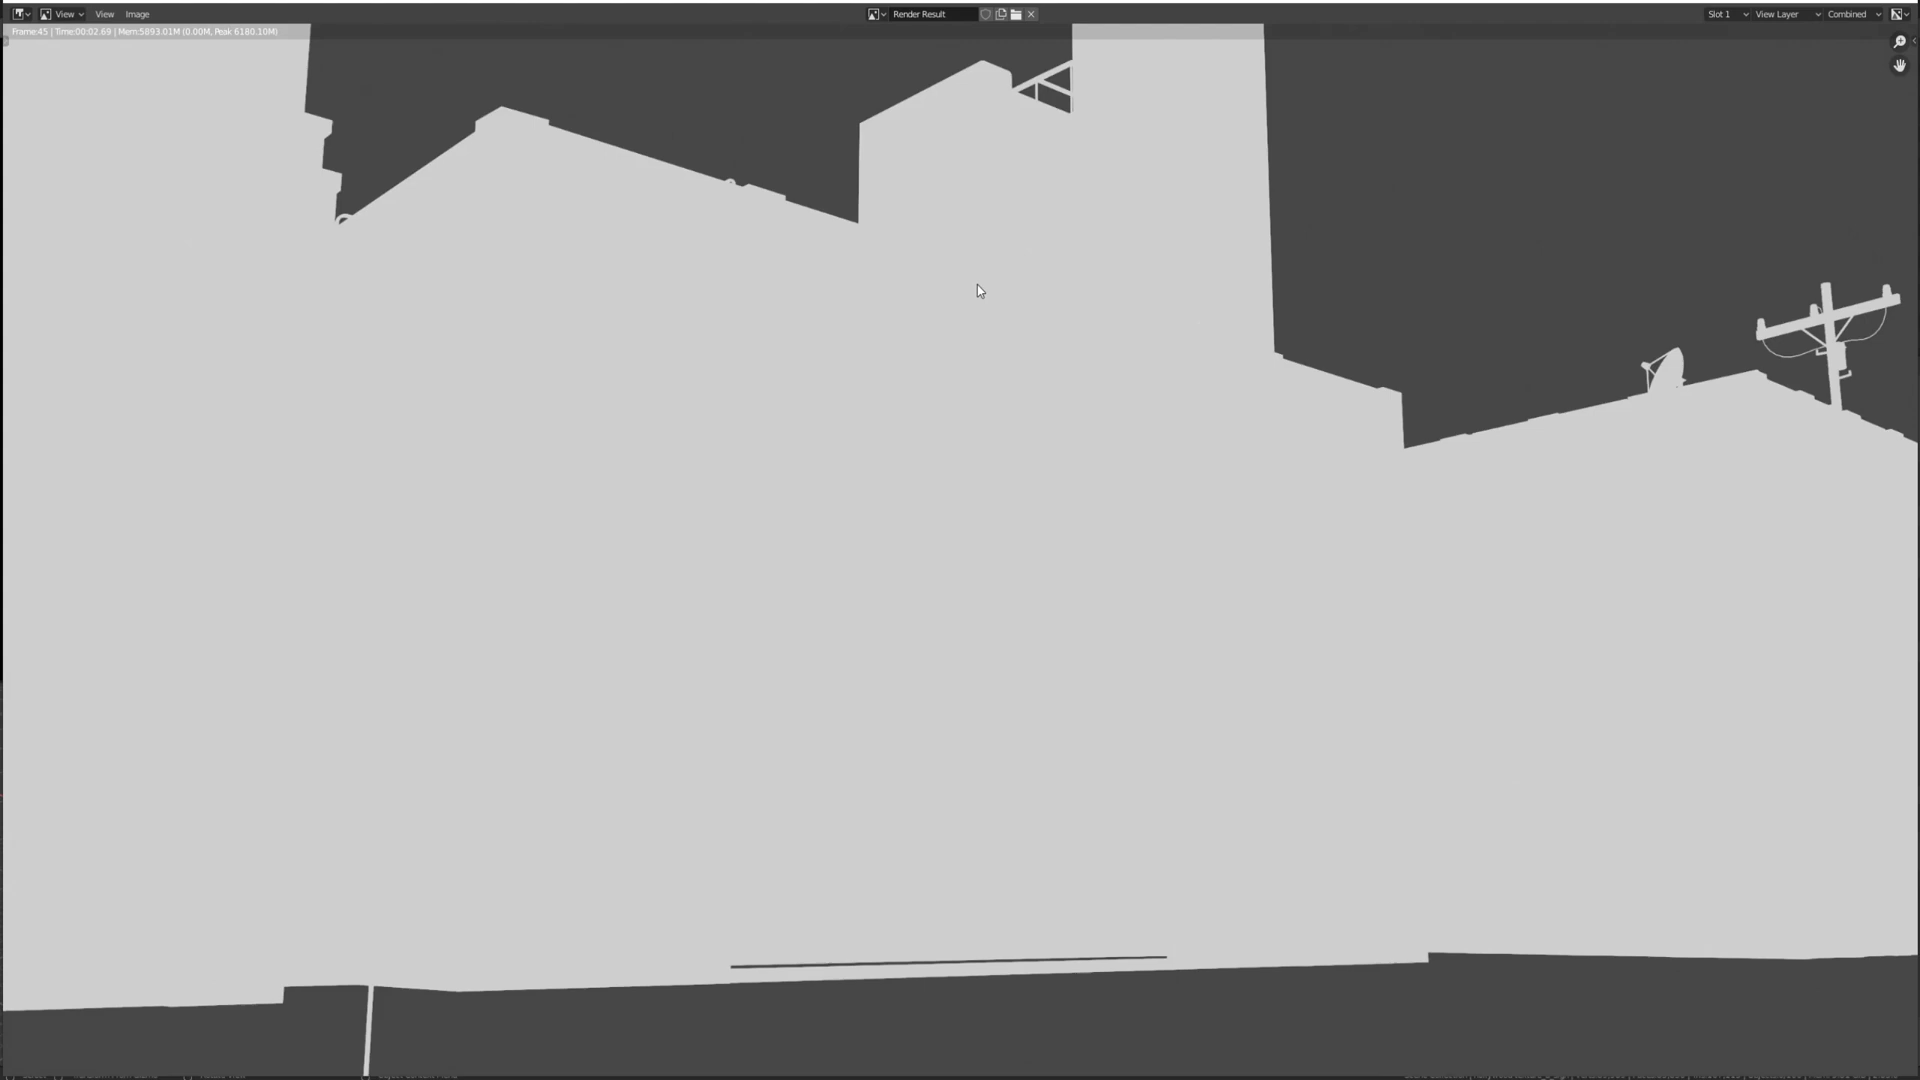 View View Image Render Result Slot 1 View Layer Combined
Frame:45 | Time:00:02.69 | Mem:5893.01M (0.00M, Peak 6180.10M)